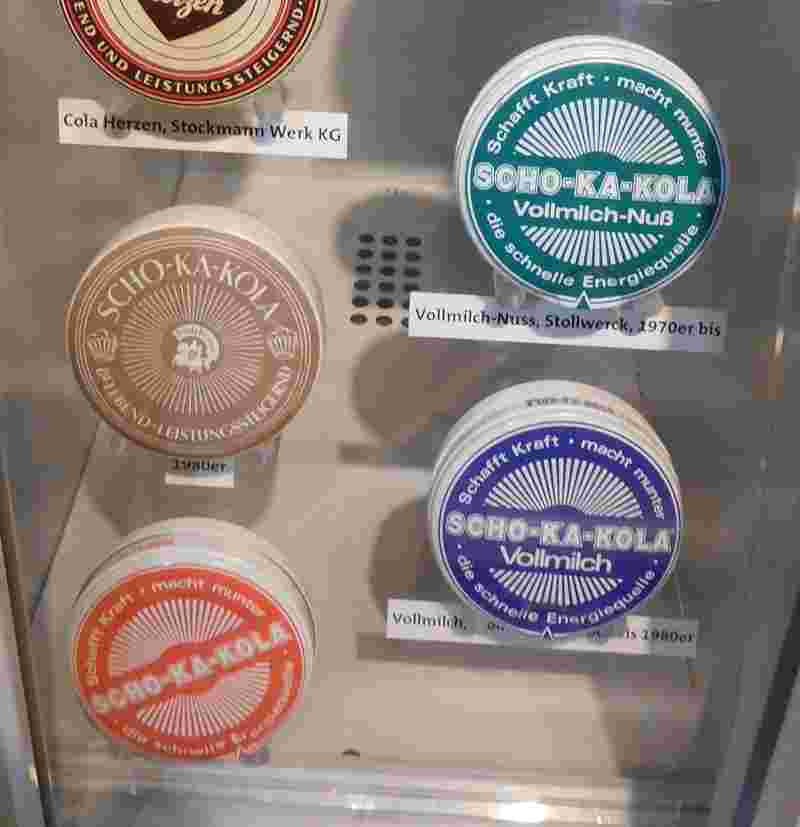 END UND LEISTUNGSSTEIGERND
Cola Herzen, Stockmann Werk KG
Schafft Kraft · macht munter
SCHO-KA-KOLA
Vollmilch-Nuß
· die schnelle Energiequelle ·
Vollmilch-Nuss, Stollwerck, 1970er bis
SCHO-KA-KOLA
BELEBEND·LEISTUNGSSTEIGERND
1980er
Schafft Kraft · macht munter
SCHO-KA-KOLA
Vollmilch
· die schnelle Energiequelle ·
Vollmilch, 1980er
Schafft Kraft · macht munter
SCHO-KA-KOLA
· die schnelle Energiequelle